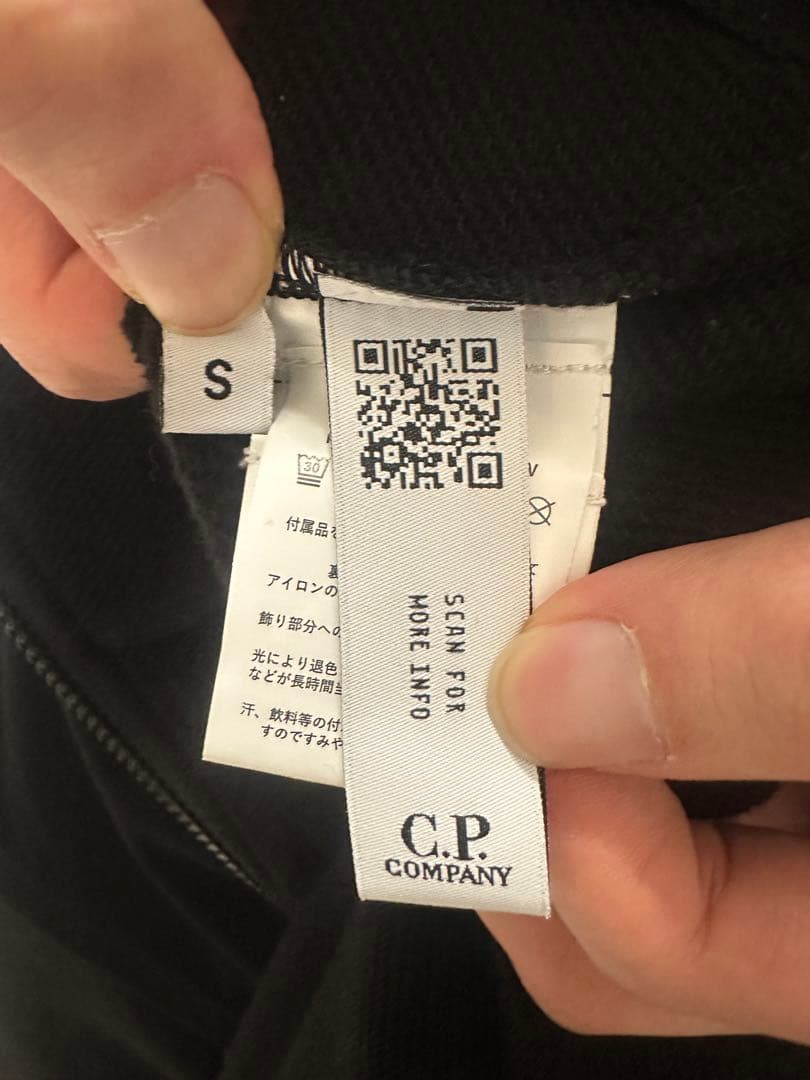 S
30
付属品
アイロンの
飾り部分への
光により退色
などが長時間
汗、飲料等の付
すのですみや
SCAN FOR
MORE INFO
C.P.
COMPANY